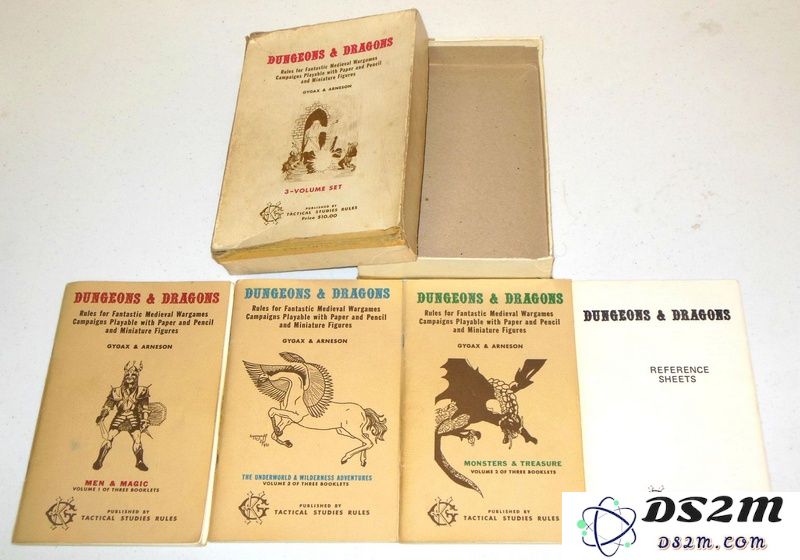 DUNGEONS & DRAGONS
Rules for Fantastic Medieval Wargames
Campaigns Playable with Paper and Pencil
and Miniature Figures
GYGAX & ARNESON
3-VOLUME SET
PUBLISHED BY
TACTICAL STUDIES RULES
Price $10.00
DUNGEONS & DRAGONS
Rules for Fantastic Medieval Wargames
Campaigns Playable with Paper and Pencil
and Miniature Figures
GYGAX & ARNESON
MEN & MAGIC
VOLUME 1 OF THREE BOOKLETS
PUBLISHED BY
TACTICAL STUDIES RULES
DUNGEONS & DRAGONS
Rules for Fantastic Medieval Wargames
Campaigns Playable with Paper and Pencil
and Miniature Figures
GYGAX & ARNESON
THE UNDERWORLD & WILDERNESS ADVENTURES
VOLUME 3 OF THREE BOOKLETS
PUBLISHED BY
TACTICAL STUDIES RULES
DUNGEONS & DRAGONS
Rules for Fantastic Medieval Wargames
Campaigns Playable with Paper and Pencil
and Miniature Figures
GYGAX & ARNESON
MONSTERS & TREASURE
VOLUME 2 OF THREE BOOKLETS
PUBLISHED BY
TACTICAL STUDIES RULES
DUNGEONS & DRAGONS
REFERENCE
SHEETS
DS2M
DS2M.COM